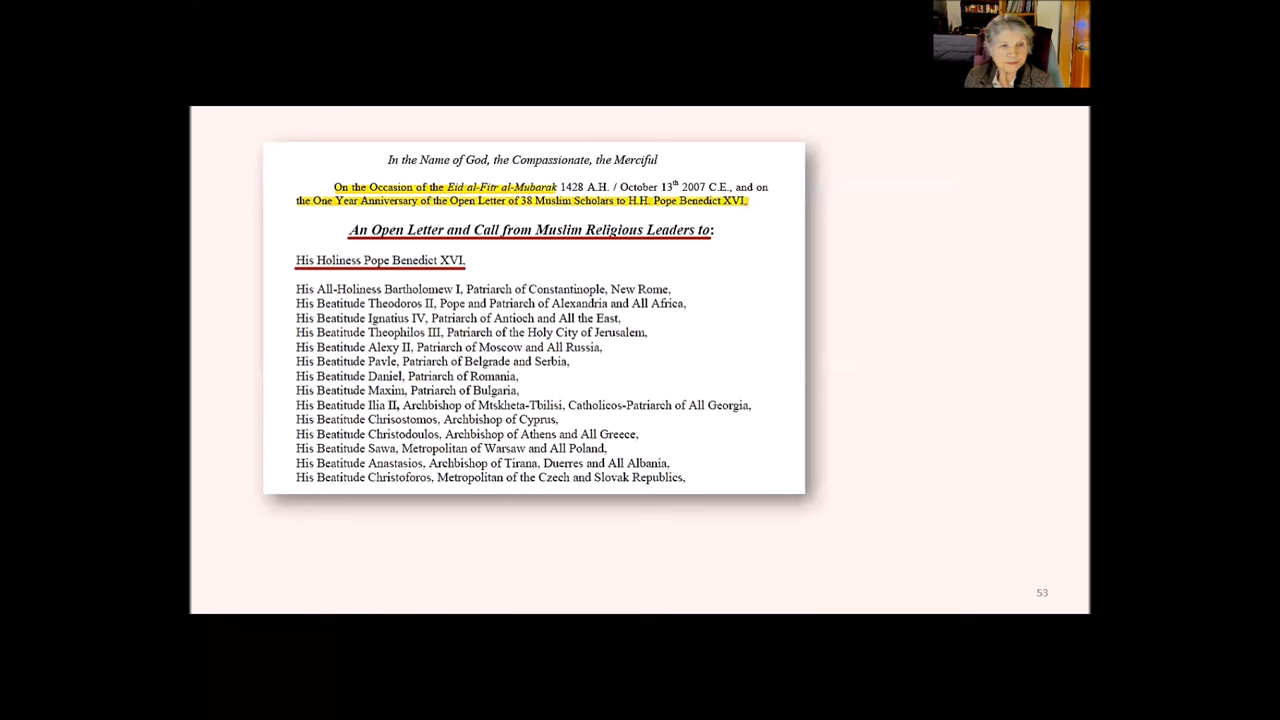 In the Name of God, the Compassionate, the Merciful
On the Occasion of the Eid al-Fitr al-Mubarak 1428 A.H. / October 13th 2007 C.E., and on
the One Year Anniversary of the Open Letter of 38 Muslim Scholars to H.H. Pope Benedict XVI,
An Open Letter and Call from Muslim Religious Leaders to:
His Holiness Pope Benedict XVI,
His All-Holiness Bartholomew I, Patriarch of Constantinople, New Rome,
His Beatitude Theodoros II, Pope and Patriarch of Alexandria and All Africa,
His Beatitude Ignatius IV, Patriarch of Antioch and All the East,
His Beatitude Theophilos III, Patriarch of the Holy City of Jerusalem,
His Beatitude Alexy II, Patriarch of Moscow and All Russia,
His Beatitude Pavle, Patriarch of Belgrade and Serbia,
His Beatitude Daniel, Patriarch of Romania,
His Beatitude Maxim, Patriarch of Bulgaria,
His Beatitude Ilia II, Archbishop of Mtskheta-Tbilisi, Catholicos-Patriarch of All Georgia,
His Beatitude Chrisostomos, Archbishop of Cyprus,
His Beatitude Christodoulos, Archbishop of Athens and All Greece,
His Beatitude Sawa, Metropolitan of Warsaw and All Poland,
His Beatitude Anastasios, Archbishop of Tirana, Duerres and All Albania,
His Beatitude Christoforos, Metropolitan of the Czech and Slovak Republics,
53